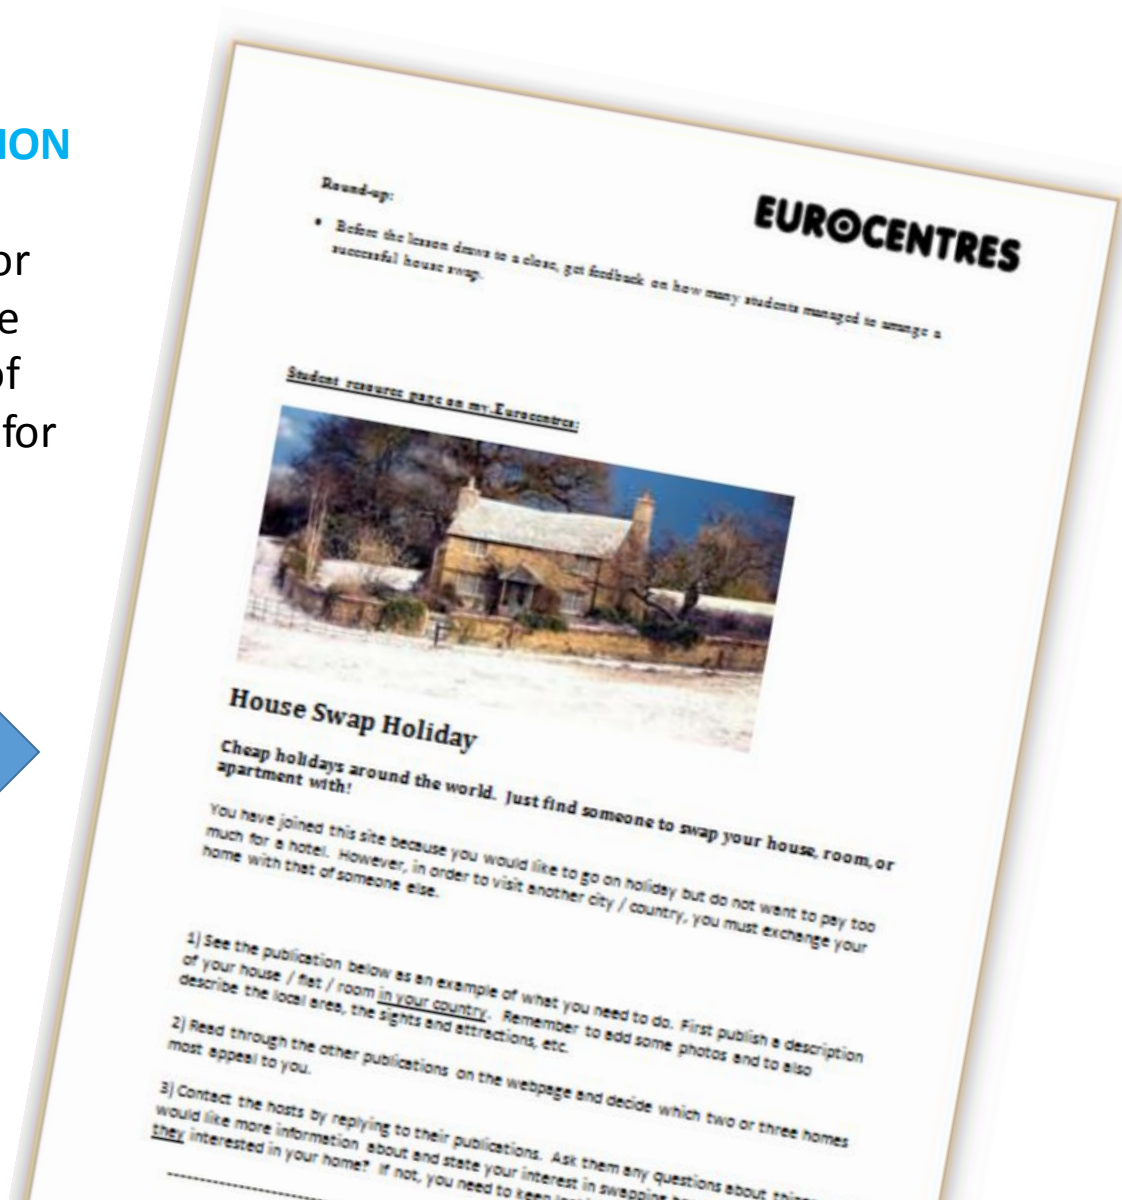 ION
or
e
of
for
EUROCENTRES
Round-up:
• Before the lesson draws to a close, get feedback on how many students managed to arrange a
successful house swap.
Student resource page on my.Eurocentres:
House Swap Holiday
Cheap holidays around the world. Just find someone to swap your house, room, or
apartment with!
You have joined this site because you would like to go on holiday but do not want to pay too
much for a hotel. However, in order to visit another city / country, you must exchange your
home with that of someone else.
1) See the publication below as an example of what you need to do. First publish a description
of your house / flat / room in your country. Remember to add some photos and to also
describe the local area, the sights and attractions, etc.
2) Read through the other publications on the webpage and decide which two or three homes
most appeal to you.
3) Contact the hosts by replying to their publications. Ask them any questions about
would like more information about and state your interest in swapping
they interested in your home? If not, you need to keep